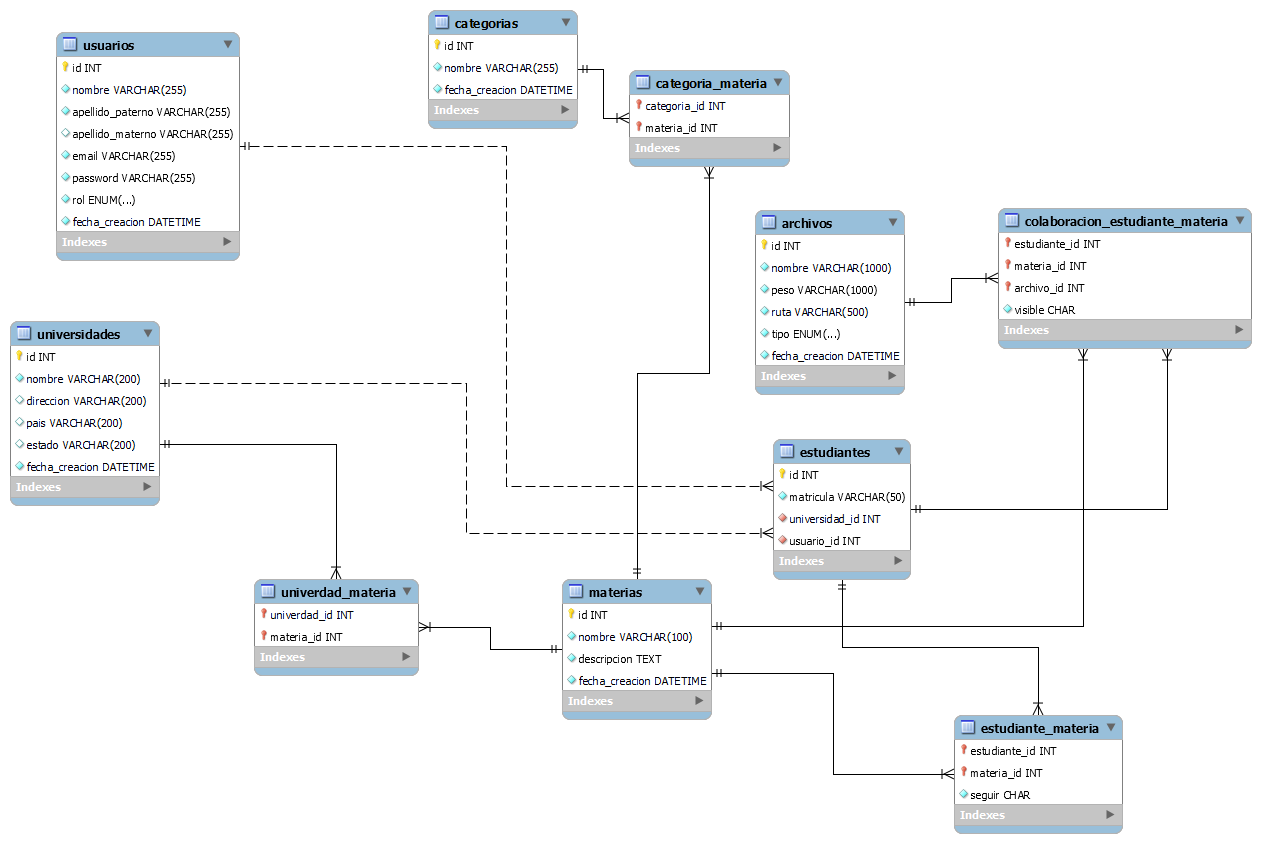 usuarios
id INT
nombre VARCHAR(255)
apellido_paterno VARCHAR(255)
apellido_materno VARCHAR(255)
email VARCHAR(255)
password VARCHAR(255)
rol ENUM(...)
fecha_creacion DATETIME
Indexes
categorias
id INT
nombre VARCHAR(255)
fecha_creacion DATETIME
Indexes
categoria_materia
categoria_id INT
materia_id INT
Indexes
archivos
id INT
nombre VARCHAR(1000)
peso VARCHAR(1000)
ruta VARCHAR(500)
tipo ENUM(...)
fecha_creacion DATETIME
Indexes
colaboracion_estudiante_materia
estudiante_id INT
materia_id INT
archivo_id INT
visible CHAR
Indexes
universidades
id INT
nombre VARCHAR(200)
direccion VARCHAR(200)
pais VARCHAR(200)
estado VARCHAR(200)
fecha_creacion DATETIME
Indexes
estudiantes
id INT
matricula VARCHAR(50)
universidad_id INT
usuario_id INT
Indexes
univerdad_materia
univerdad_id INT
materia_id INT
Indexes
materias
id INT
nombre VARCHAR(100)
descripcion TEXT
fecha_creacion DATETIME
Indexes
estudiante_materia
estudiante_id INT
materia_id INT
seguir CHAR
Indexes